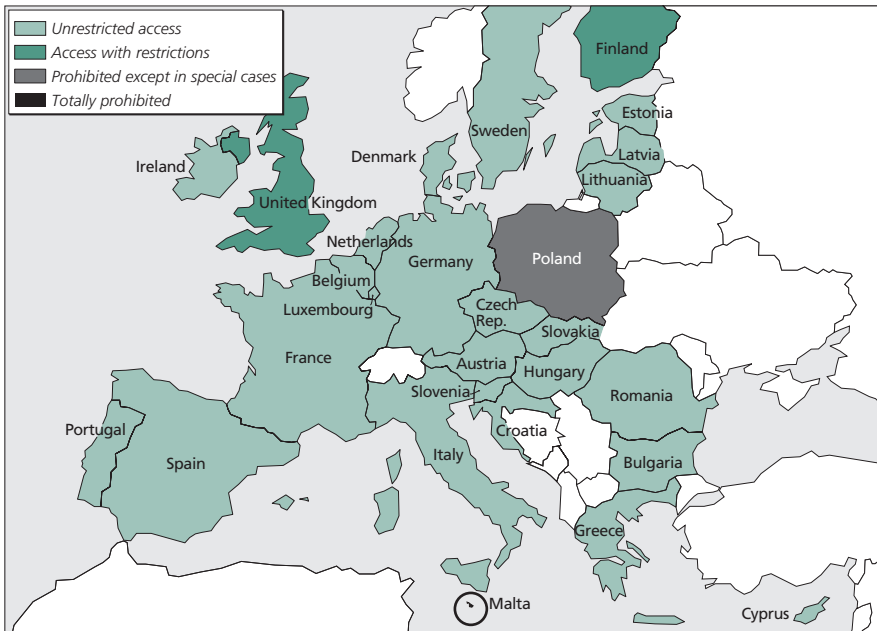 Unrestricted access
Access with restrictions
Prohibited except in special cases
Totally prohibited
Finland
Estonia
Sweden
Latvia
Denmark
Ireland
Lithuania
United Kingdom
Netherlands
Germany
Poland
Belgium
Luxembourg
Czech
Rep.
Slovakia
France
Austria
Hungary
Slovenia
Romania
Portugal
Croatia
Spain
Italy
Bulgaria
Greece
Malta
Cyprus